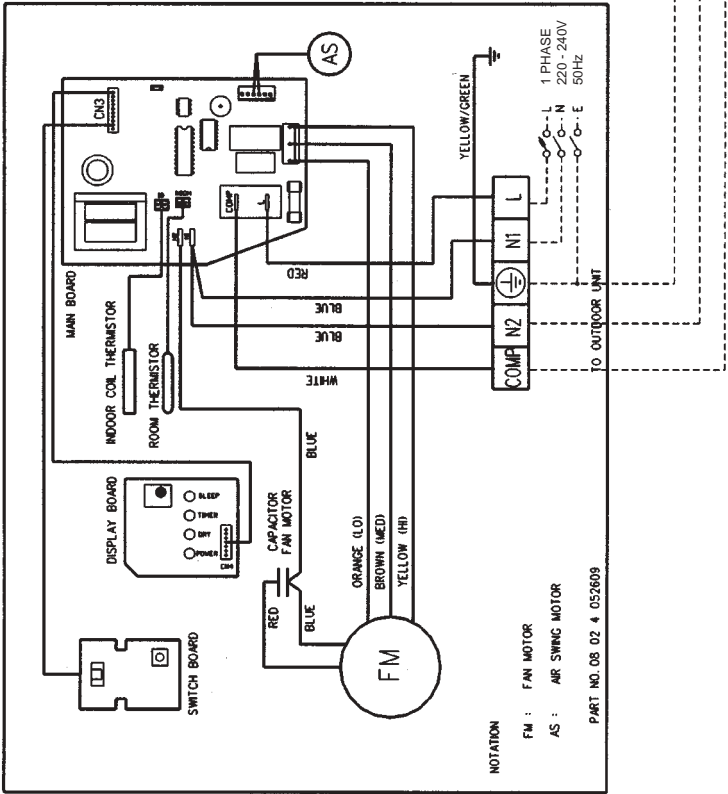 AS
1 PHASE
220 - 240V
50Hz
L
N
E
YELLOW/GREEN
CN3
MAIN BOARD
ROOM
COMP
L
N2
N1
RED
BLUE
BLUE
WHITE
L
N1
N2
COMP
TO OUTDOOR UNIT
INDOOR COIL THERMISTOR
ROOM THERMISTOR
BLUE
DISPLAY BOARD
SLEEP
TIMER
DRY
POWER
CN4
CAPACITOR
FAN MOTOR
RED
BLUE
ORANGE (LO)
BROWN (MED)
YELLOW (HI)
FM
SWITCH BOARD
NOTATION
FM : FAN MOTOR
AS : AIR SWING MOTOR
PART NO. 08 02 4 052609